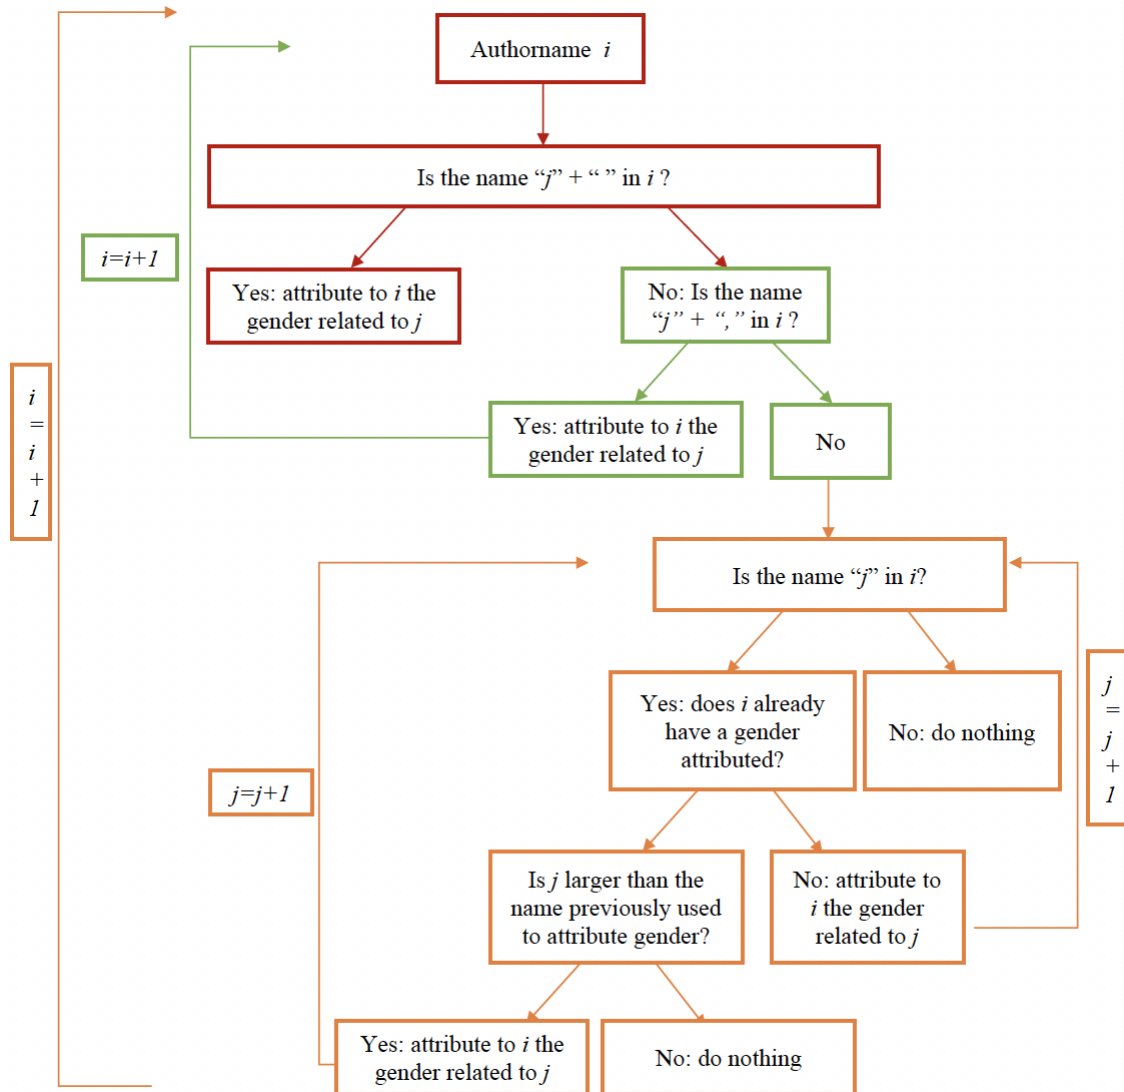 Authorname i
Is the name “j” + “ ” in i ?
i=i+1
Yes: attribute to i the
gender related to j
No: Is the name
“j” + “,” in i ?
i
=
i
+
1
Yes: attribute to i the
gender related to j
No
Is the name “j” in i?
Yes: does i already
have a gender
attributed?
No: do nothing
j
=
j
+
1
j=j+1
Is j larger than the
name previously used
to attribute gender?
No: attribute to
i the gender
related to j
Yes: attribute to i the
gender related to j
No: do nothing